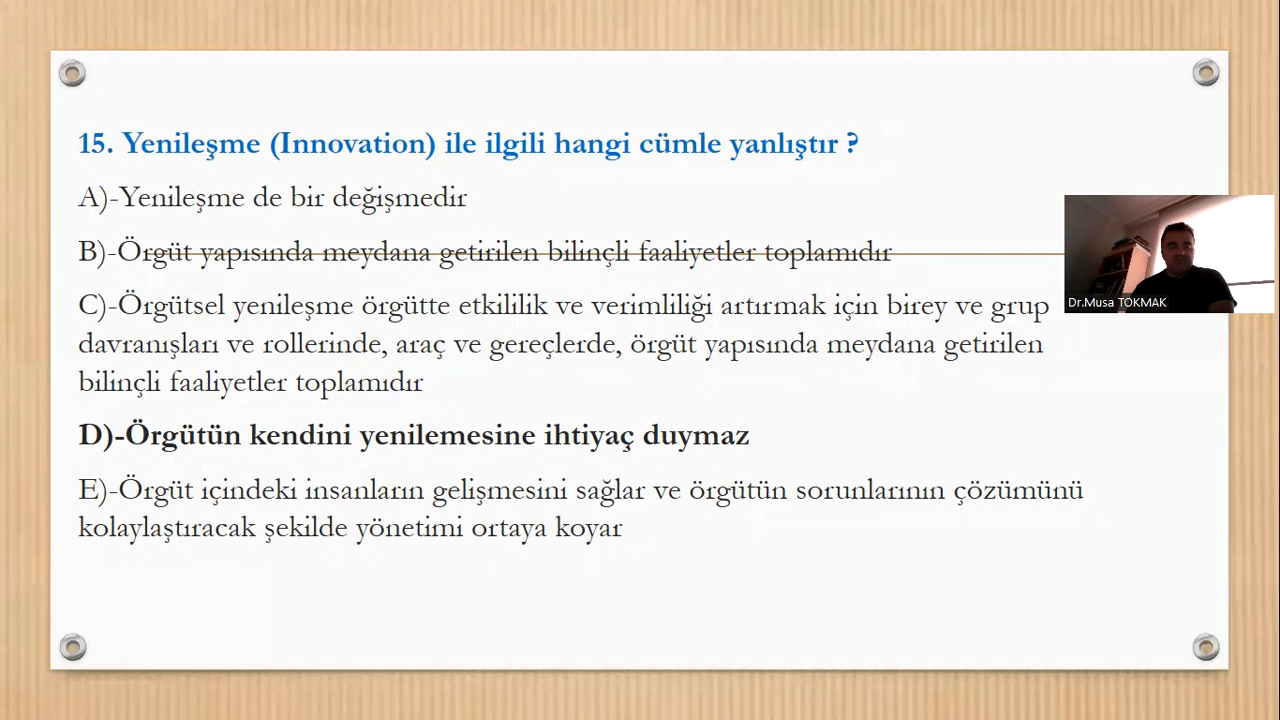 15. Yenileşme (Innovation) ile ilgili hangi cümle yanlıştır ?
A)-Yenileşme de bir değişmedir
B)-Örgüt yapısında meydana getirilen bilinçli faaliyetler toplamıdır
C)-Örgütsel yenileşme örgütte etkililik ve verimliliği artırmak için birey ve grup
davranışları ve rollerinde, araç ve gereçlerde, örgüt yapısında meydana getirilen
bilinçli faaliyetler toplamıdır
D)-Örgütün kendini yenilemesine ihtiyaç duymaz
E)-Örgüt içindeki insanların gelişmesini sağlar ve örgütün sorunlarının çözümünü
kolaylaştıracak şekilde yönetimi ortaya koyar
Dr.Musa TOKMAK